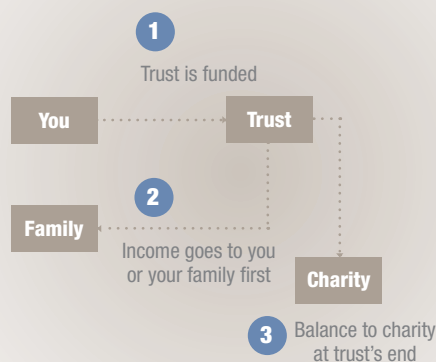 1
Trust is funded
You
Trust
2
Family
Income goes to you
or your family first
Charity
3
Balance to charity
at trust’s end